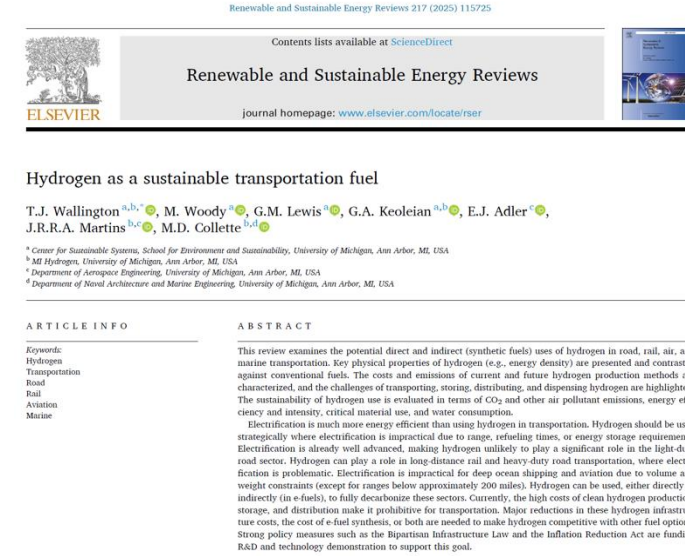 Renewable and Sustainable Energy Reviews 217 (2025) 115725
Contents lists available at ScienceDirect
Renewable and Sustainable Energy Reviews
journal homepage: www.elsevier.com/locate/rser
ELSEVIER
Hydrogen as a sustainable transportation fuel
T.J. Wallington a,b,*, M. Woody a, G.M. Lewis a, G.A. Keoleian a,b, E.J. Adler c,
J.R.R.A. Martins b,c, M.D. Collette b,d
a Center for Sustainable Systems, School for Environment and Sustainability, University of Michigan, Ann Arbor, MI, USA
b MI Hydrogen, University of Michigan, Ann Arbor, MI, USA
c Department of Aerospace Engineering, University of Michigan, Ann Arbor, MI, USA
d Department of Naval Architecture and Marine Engineering, University of Michigan, Ann Arbor, MI, USA
ARTICLE INFO
Keywords:
Hydrogen
Transportation
Road
Rail
Aviation
Marine
ABSTRACT
This review examines the potential direct and indirect (synthetic fuels) uses of hydrogen in road, rail, air, a
marine transportation. Key physical properties of hydrogen (e.g., energy density) are presented and contrast
against conventional fuels. The costs and emissions of current and future hydrogen production methods a
characterized, and the challenges of transporting, storing, distributing, and dispensing hydrogen are highlighte
The sustainability of hydrogen use is evaluated in terms of CO2 and other air pollutant emissions, energy ef
ciency and intensity, critical material use, and water consumption.
Electrification is much more energy efficient than using hydrogen in transportation. Hydrogen should be us
strategically where electrification is impractical due to range, refueling times, or energy storage requiremen
Electrification is already well advanced, making hydrogen unlikely to play a significant role in the light-du
road sector. Hydrogen can play a role in long-distance rail and heavy-duty road transportation, where elect
fication is problematic. Electrification is impractical for deep ocean shipping and aviation due to volume a
weight constraints (except for ranges below approximately 200 miles). Hydrogen can be used, either directly
indirectly (in e-fuels), to fully decarbonize these sectors. Currently, the high costs of clean hydrogen productio
storage, and distribution make it prohibitive for transportation. Major reductions in these hydrogen infrastru
ture costs, the cost of e-fuel synthesis, or both are needed to make hydrogen competitive with other fuel option
Strong policy measures such as the Bipartisan Infrastructure Law and the Inflation Reduction Act are fundi
R&D and technology demonstration to support this goal.